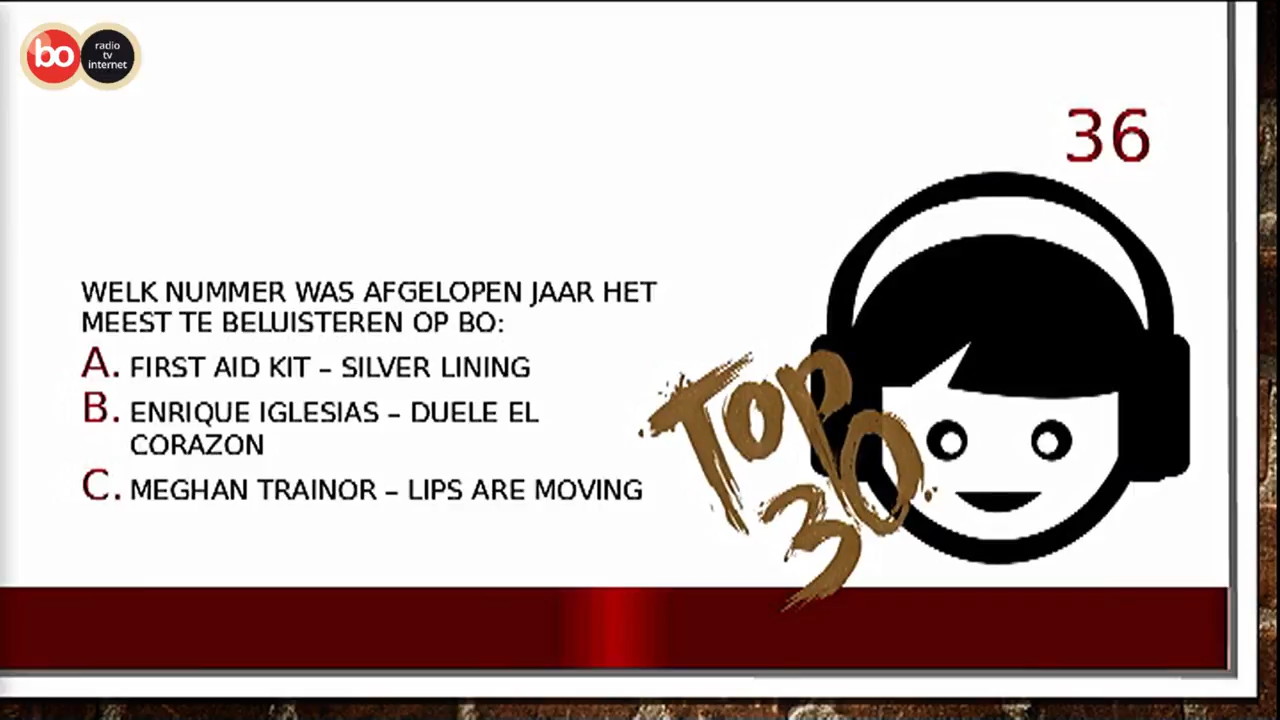 bo
radio
tv
internet
36
WELK NUMMER WAS AFGELOPEN JAAR HET
MEEST TE BELUISTEREN OP BO:
A. FIRST AID KIT – SILVER LINING
B. ENRIQUE IGLESIAS – DUELE EL
CORAZON
C. MEGHAN TRAINOR – LIPS ARE MOVING
TOP
30